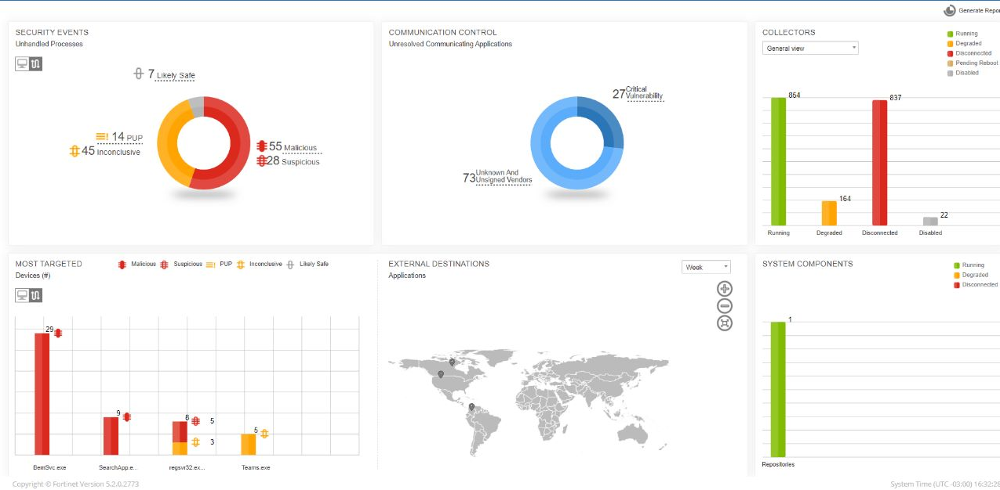 Generate Repor
SECURITY EVENTS
Unhandled Processes
7 Likely Safe
14 PUP
45 Inconclusive
55 Malicious
28 Suspicious
COMMUNICATION CONTROL
Unresolved Communicating Applications
27 Critical Vulnerability
73 Unknown And Unsigned Vendors
COLLECTORS
General view
Running
Degraded
Disconnected
Pending Reboot
Disabled
854
164
837
22
Running Degraded Disconnected Disabled
MOST TARGETED
Devices (#)
Malicious Suspicious PUP Inconclusive Likely Safe
29
9
8 5
3
5
BemSvc.exe SearchApp.e... regsvr32.ex... Teams.exe
EXTERNAL DESTINATIONS
Applications
Week
SYSTEM COMPONENTS
Running
Degraded
Disconnected
1
Repositories
Copyright © Fortinet Version 5.2.0.2773
System Time (UTC -03:00) 16:32:28